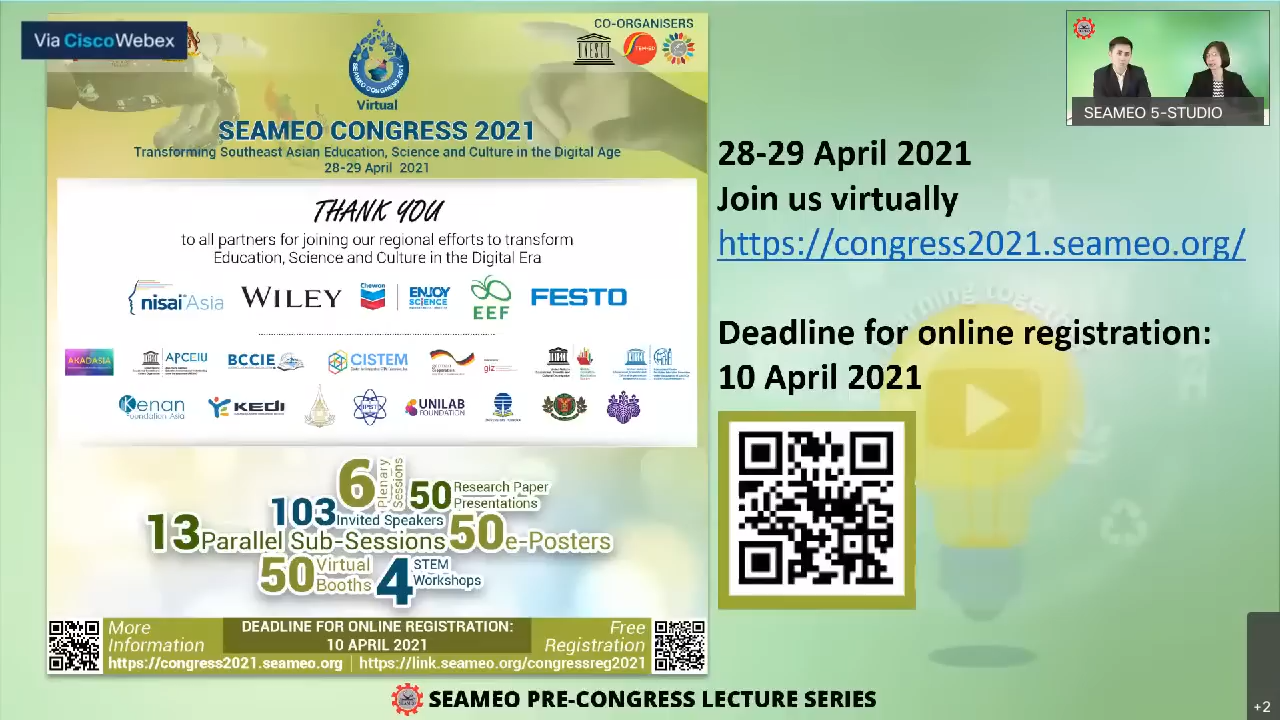 Via CiscoWebex
CO-ORGANISERS
SEAMEO CONGRESS 2021
Virtual
SEAMEO CONGRESS 2021
Transforming Southeast Asian Education, Science and Culture in the Digital Age
28-29 April 2021
THANK YOU
to all partners for joining our regional efforts to transform
Education, Science and Culture in the Digital Era
nisai Asia
WILEY
Chevron
ENJOY
SCIENCE
EEF
FESTO
AKADASIA
APCEIU
BCCIE
CISTEM
german
cooperation
giz
Kenan
Foundation Asia
KEDI
IPST
UNILAB
FOUNDATION
6 Plenary Sessions
50 Research Paper Presentations
103 Invited Speakers
13 Parallel Sub-Sessions
50 e-Posters
50 Virtual Booths
4 STEM Workshops
More
Information
DEADLINE FOR ONLINE REGISTRATION:
10 APRIL 2021
Free
Registration
https://congress2021.seameo.org | https://link.seameo.org/congressreg2021
28-29 April 2021
Join us virtually
https://congress2021.seameo.org/
Deadline for online registration:
10 April 2021
SEAMEO 5-STUDIO
SEAMEO PRE-CONGRESS LECTURE SERIES
+2